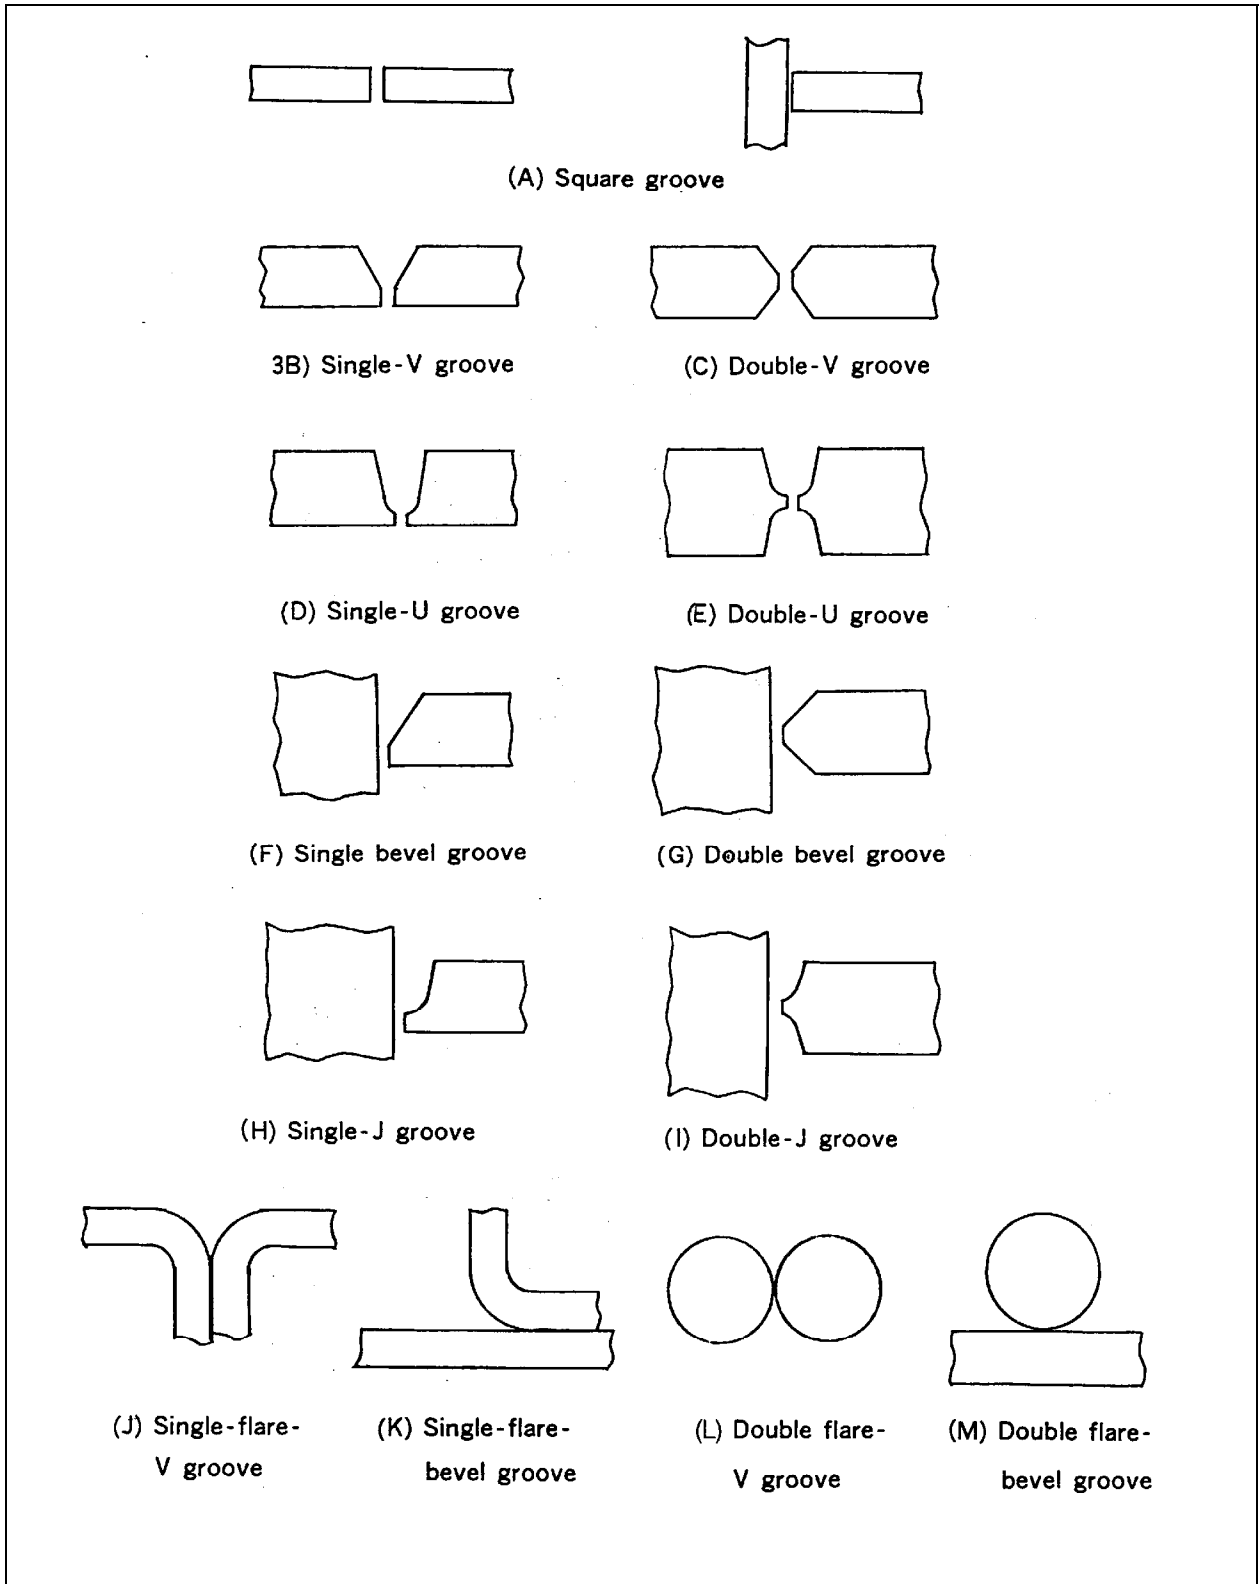 (A) Square groove
3B) Single-V groove
(C) Double-V groove
(D) Single-U groove
(E) Double-U groove
(F) Single bevel groove
(G) Double bevel groove
(H) Single-J groove
(I) Double-J groove
(J) Single-flare-
V groove
(K) Single-flare-
bevel groove
(L) Double flare-
V groove
(M) Double flare-
bevel groove